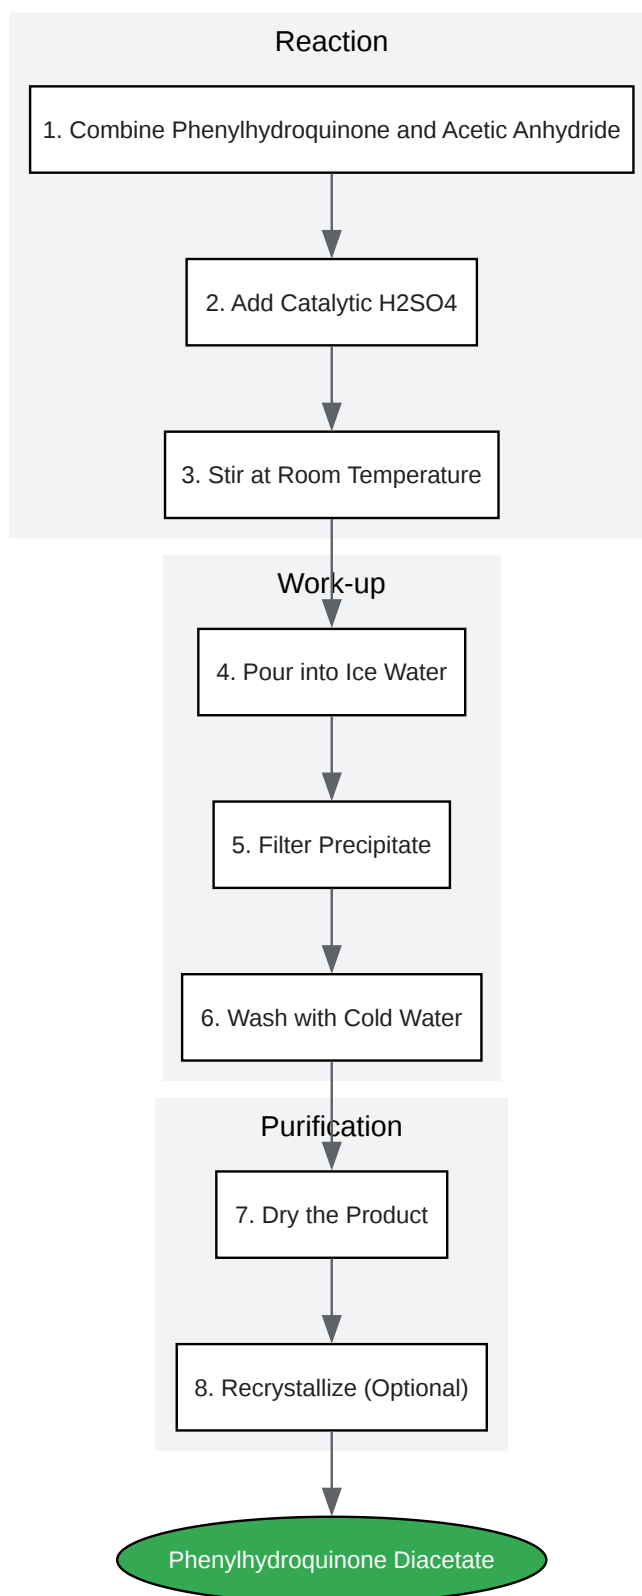 Reaction
1. Combine Phenylhydroquinone and Acetic Anhydride
2. Add Catalytic H2SO4
3. Stir at Room Temperature
Work-up
4. Pour into Ice Water
5. Filter Precipitate
6. Wash with Cold Water
Purification
7. Dry the Product
8. Recrystallize (Optional)
Phenylhydroquinone Diacetate